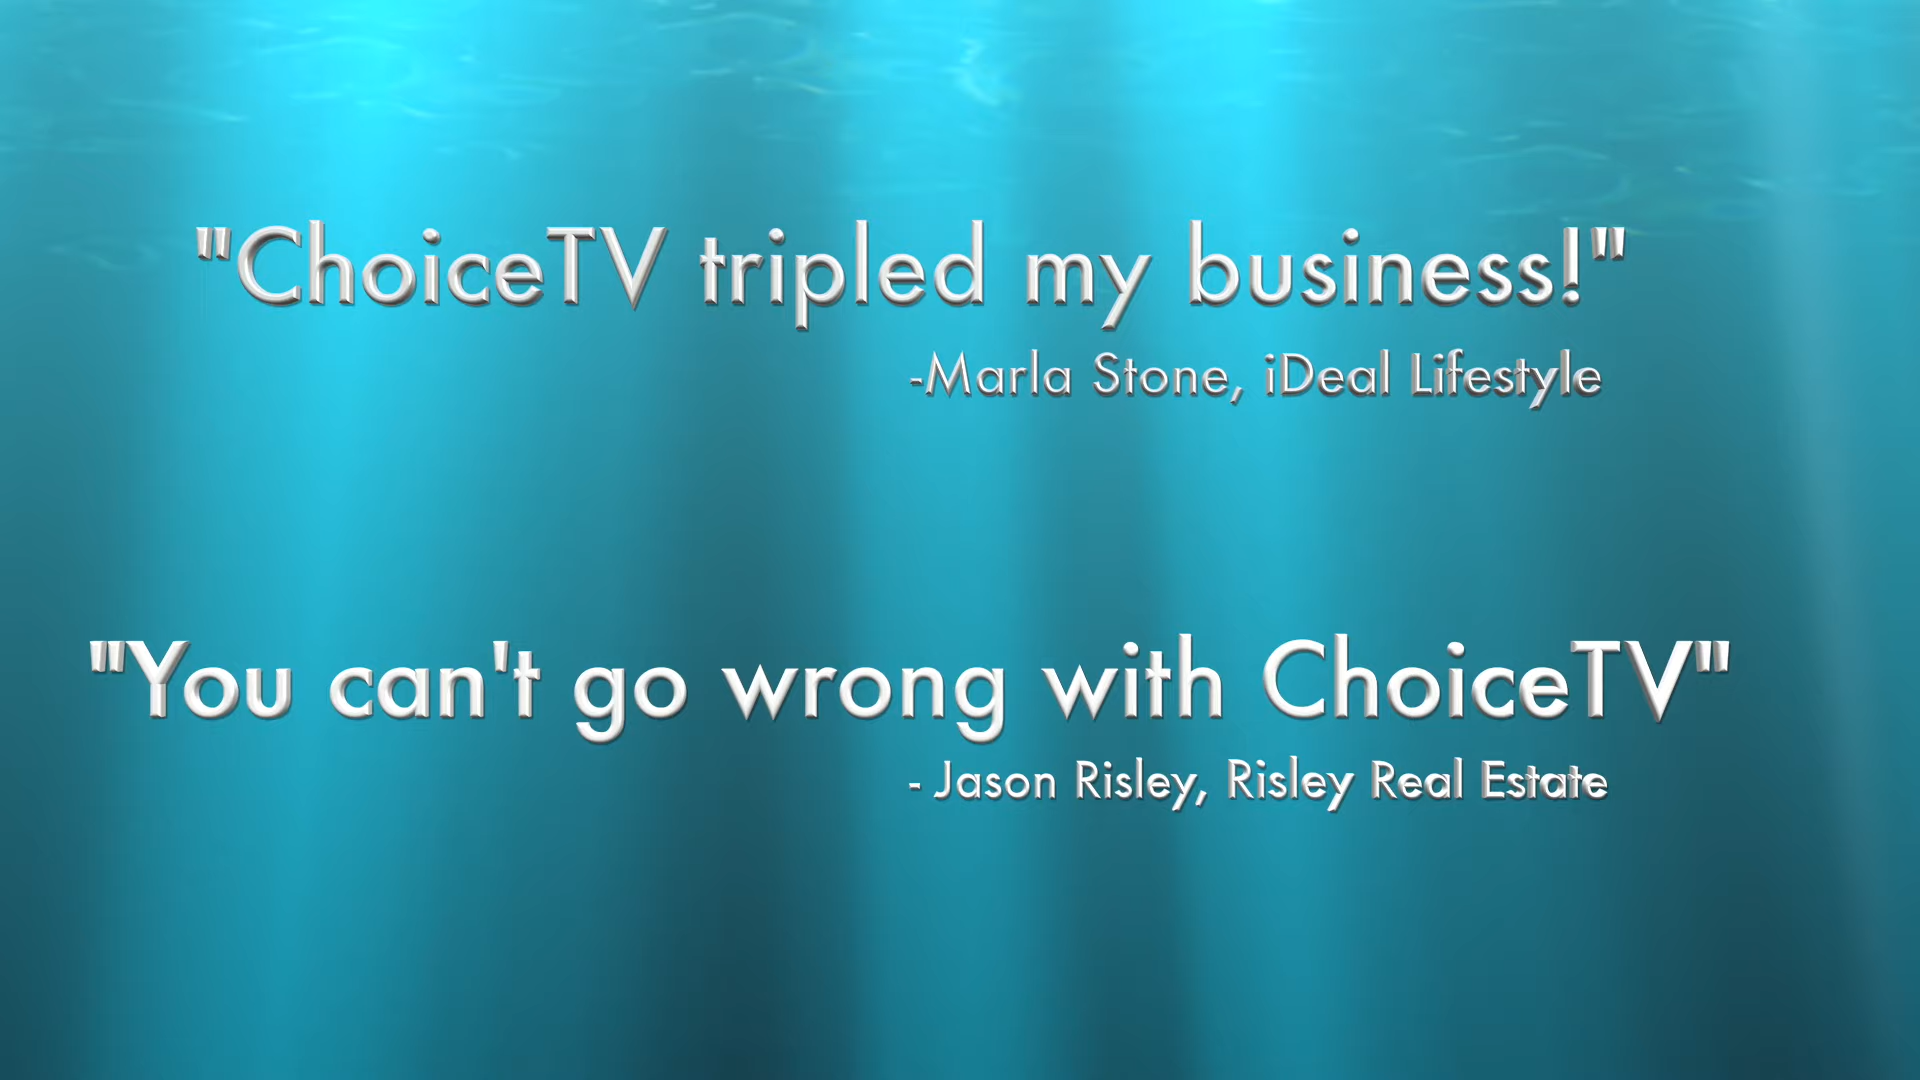 "ChoiceTV tripled my business!"
-Marla Stone, iDeal Lifestyle
"You can't go wrong with ChoiceTV"
- Jason Risley, Risley Real Estate